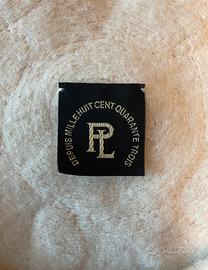 DEPUIS MILLE HUIT CENT QUARANTE TROIS
PL